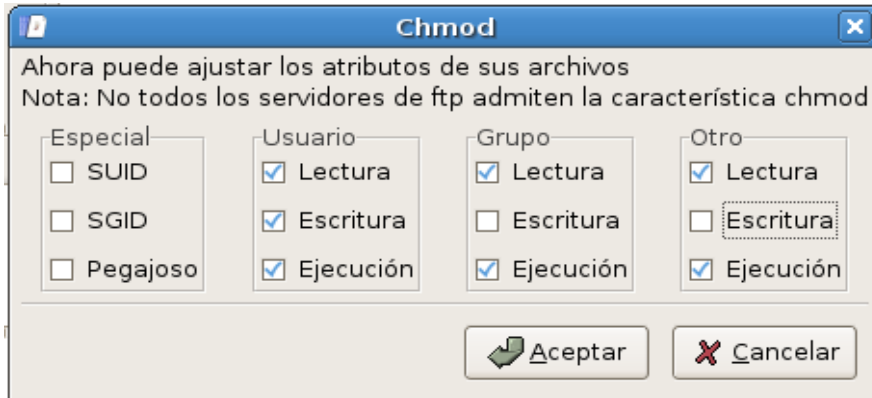 Chmod
Ahora puede ajustar los atributos de sus archivos
Nota: No todos los servidores de ftp admiten la característica chmod
Especial
SUID
SGID
Pegajoso
Usuario
Lectura
Escritura
Ejecución
Grupo
Lectura
Escritura
Ejecución
Otro
Lectura
Escritura
Ejecución
Aceptar
Cancelar